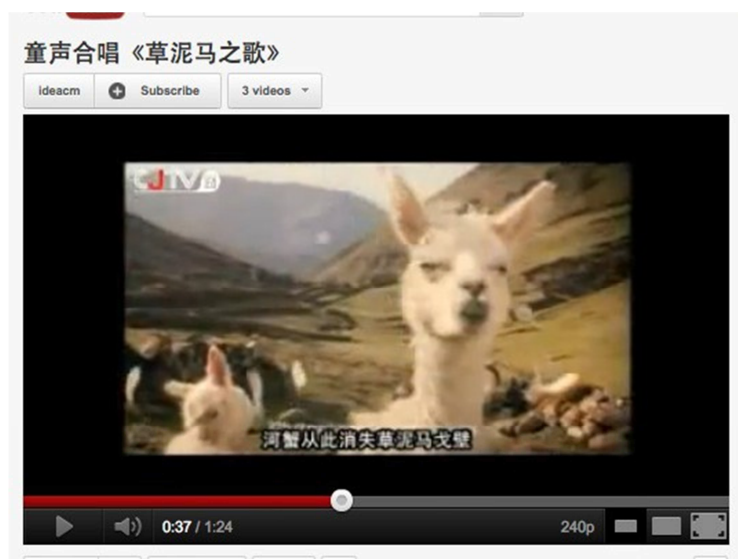 童声合唱《草泥马之歌》
ideacm
Subscribe
3 videos
CJTV
河蟹从此消失草泥马戈壁
0:37 / 1:24
240p